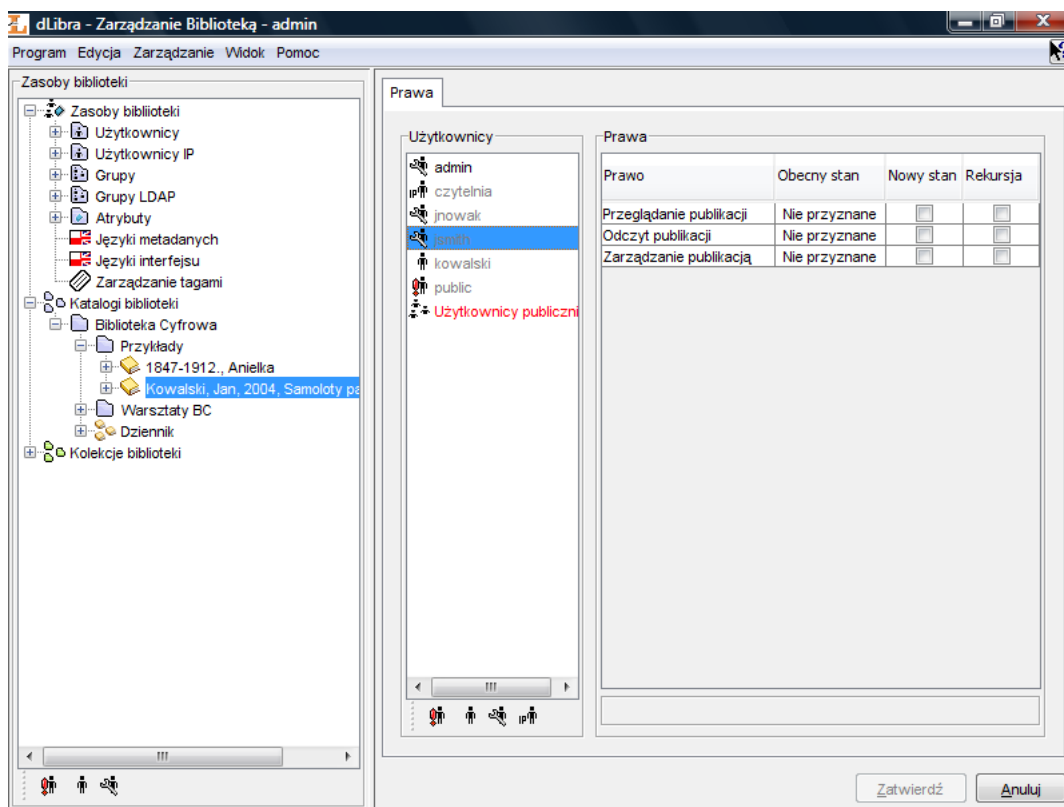 dLibra - Zarządzanie Biblioteką - admin
Program Edycja Zarządzanie Widok Pomoc
Zasoby biblioteki
Zasoby bibliioteki
Użytkownicy
Użytkownicy IP
Grupy
Grupy LDAP
Atrybuty
Języki metadanych
Języki interfejsu
Zarządzanie tagami
Katalogi biblioteki
Biblioteka Cyfrowa
Przykłady
1847-1912., Anielka
Kowalski, Jan, 2004, Samoloty pa
Warsztaty BC
Dziennik
Kolekcje biblioteki
Prawa
Użytkownicy
admin
IP czytelnia
jnowak
jsmith
kowalski
public
Użytkownicy publiczni
IP
Prawa
Prawo Obecny stan Nowy stan Rekursja
Przeglądanie publikacji Nie przyznane
Odczyt publikacji Nie przyznane
Zarządzanie publikacją Nie przyznane
Zatwierdź Anuluj